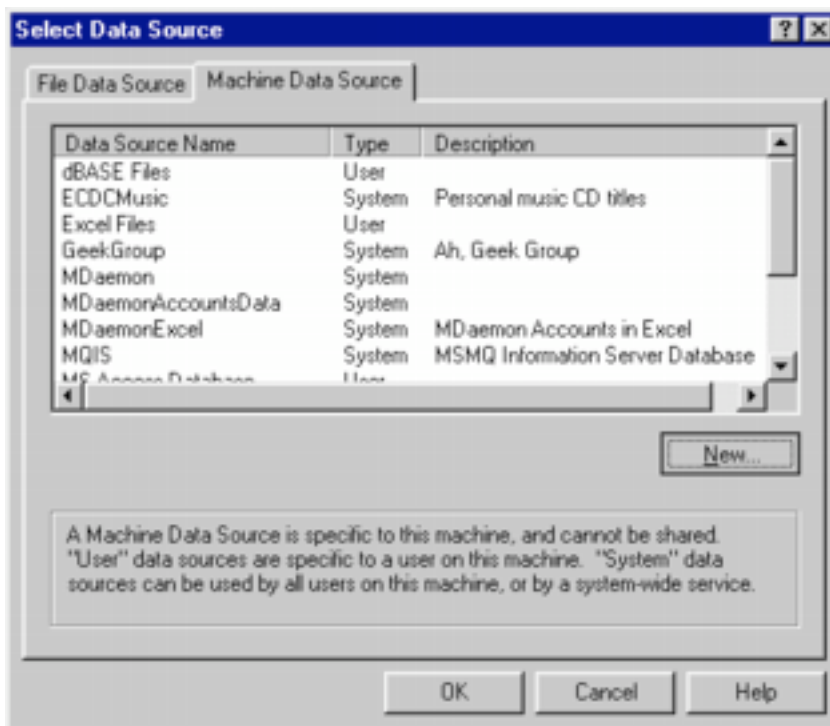 Select Data Source
File Data Source Machine Data Source
Data Source Name Type Description
dBASE Files User
ECDCMusic System Personal music CD titles
Excel Files User
GeekGroup System Ah, Geek Group
MDaemon System
MDaemonAccountsData System
MDaemonExcel System MDaemon Accounts in Excel
MQIS System MSMQ Information Server Database
MS Access Database User
New...
A Machine Data Source is specific to this machine, and cannot be shared.
"User" data sources are specific to a user on this machine. "System" data
sources can be used by all users on this machine, or by a system-wide service.
OK Cancel Help